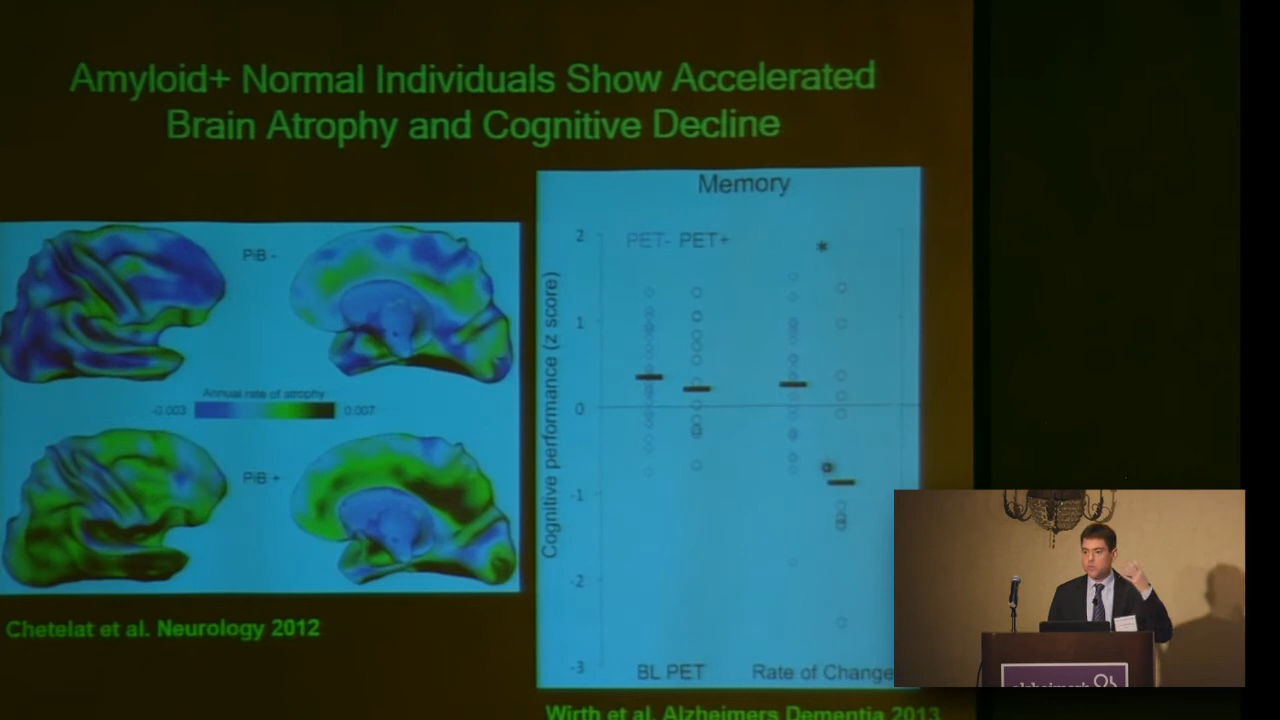 Amyloid+ Normal Individuals Show Accelerated
Brain Atrophy and Cognitive Decline
PiB -
Annual rate of atrophy
-0.003
0.007
PiB +
Chetelat et al. Neurology 2012
Memory
PET- PET+
*
Cognitive performance (z score)
2
1
0
-1
-2
-3
BL PET
Rate of Change
Wirth et al. Alzheimers Dementia 2013